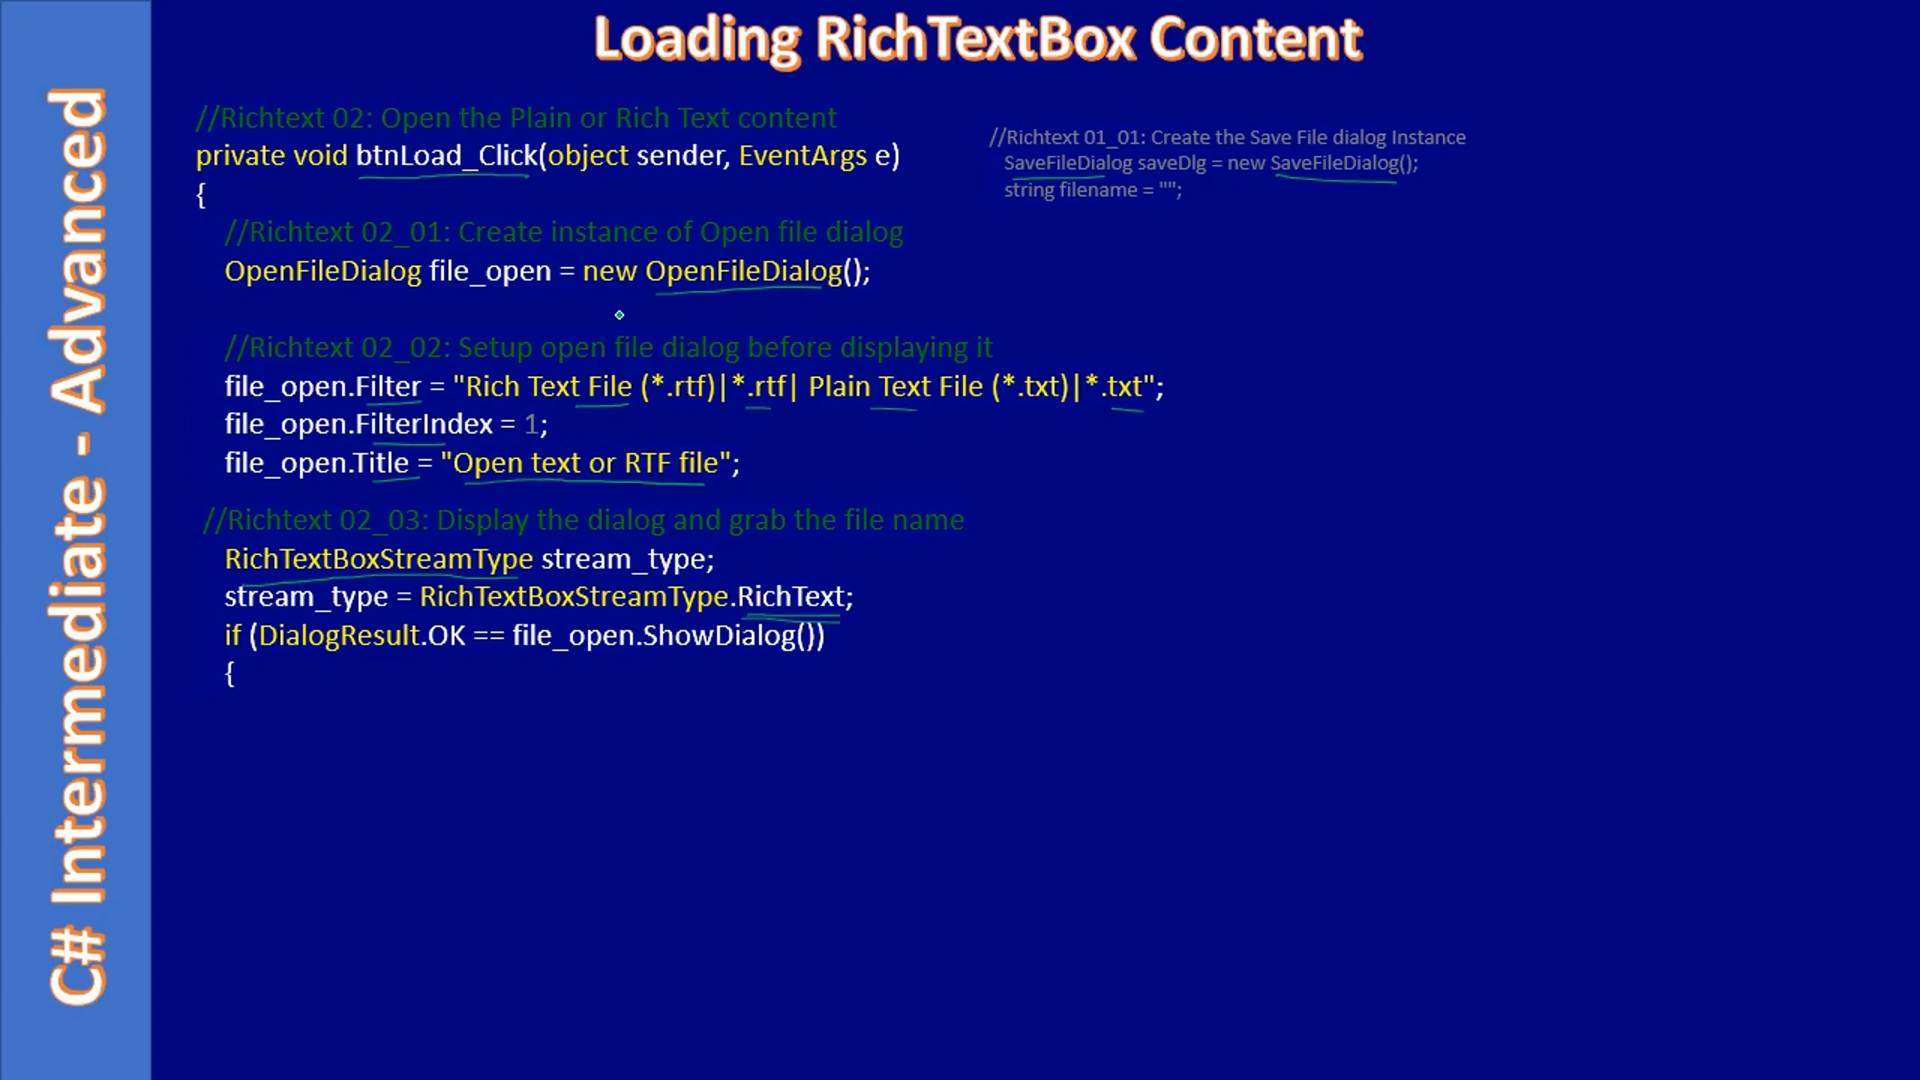 Loading RichTextBox Content
C# Intermediate - Advanced
//Richtext 02: Open the Plain or Rich Text content
private void btnLoad_Click(object sender, EventArgs e)
{
//Richtext 02_01: Create instance of Open file dialog
OpenFileDialog file_open = new OpenFileDialog();
//Richtext 02_02: Setup open file dialog before displaying it
file_open.Filter = "Rich Text File (*.rtf)|*.rtf| Plain Text File (*.txt)|*.txt";
file_open.FilterIndex = 1;
file_open.Title = "Open text or RTF file";
//Richtext 02_03: Display the dialog and grab the file name
RichTextBoxStreamType stream_type;
stream_type = RichTextBoxStreamType.RichText;
if (DialogResult.OK == file_open.ShowDialog())
{
//Richtext 01_01: Create the Save File dialog Instance
SaveFileDialog saveDlg = new SaveFileDialog();
string filename = "";